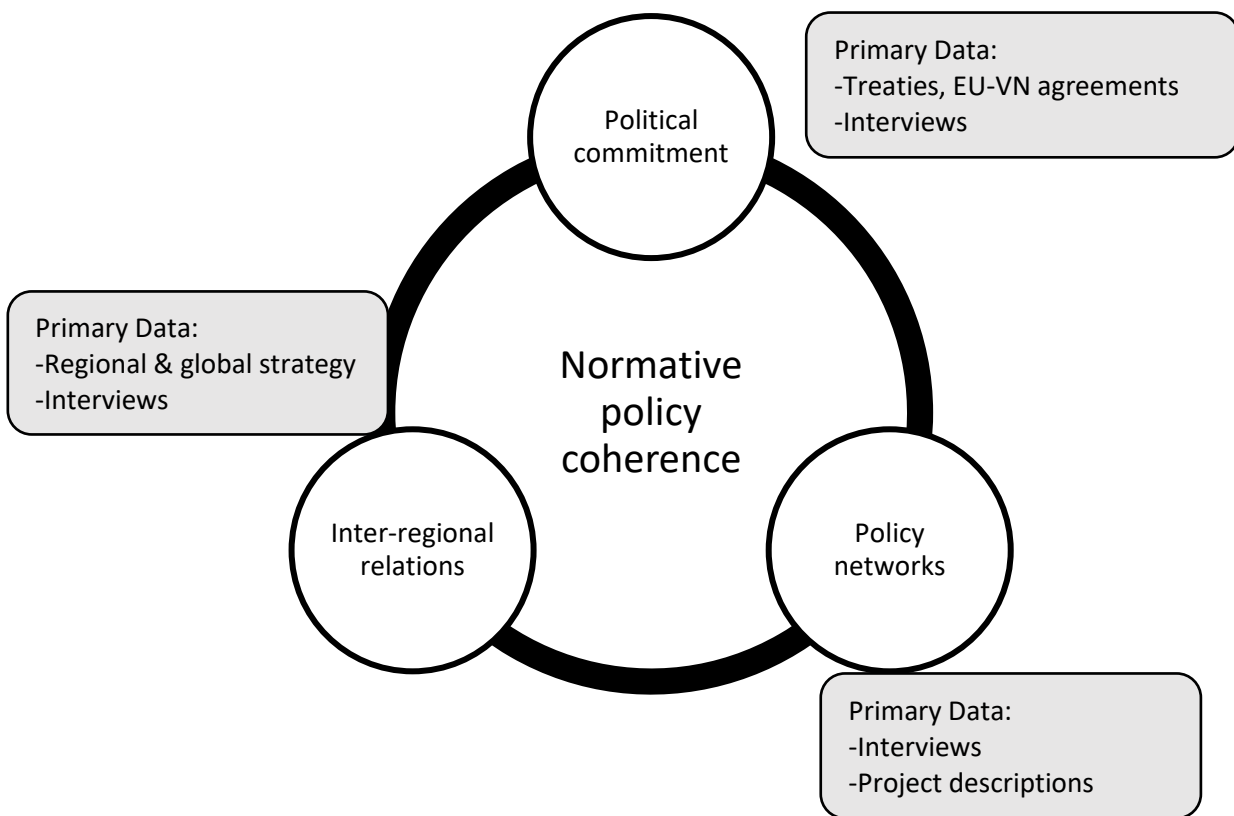 Primary Data:
-Treaties, EU-VN agreements
-Interviews
Political
commitment
Primary Data:
-Regional & global strategy
-Interviews
Normative
policy
coherence
Inter-regional
relations
Policy
networks
Primary Data:
-Interviews
-Project descriptions